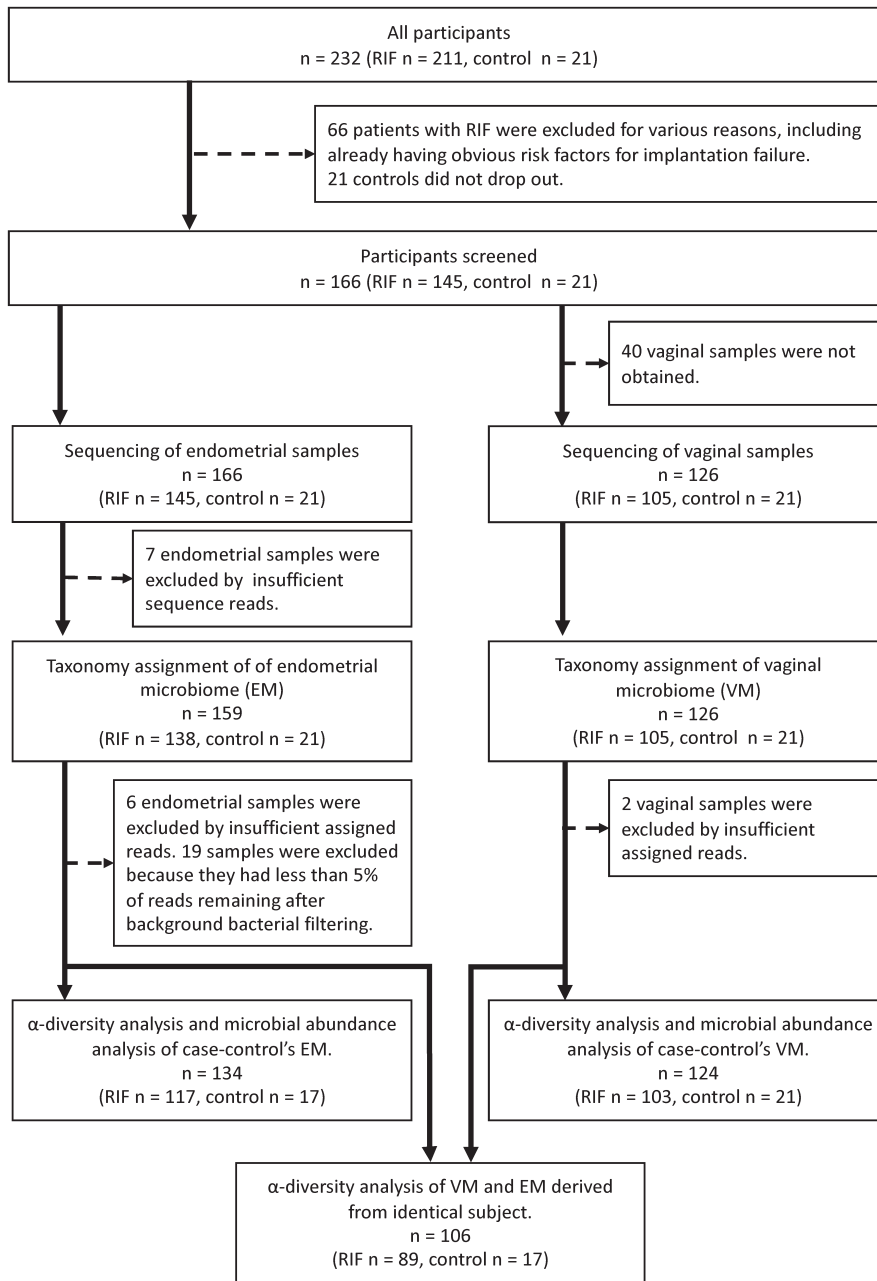 All participants
n = 232 (RIF n = 211, control n = 21)
66 patients with RIF were excluded for various reasons, including
already having obvious risk factors for implantation failure.
21 controls did not drop out.
Participants screened
n = 166 (RIF n = 145, control n = 21)
40 vaginal samples were not
obtained.
Sequencing of endometrial samples
n = 166
(RIF n = 145, control n = 21)
Sequencing of vaginal samples
n = 126
(RIF n = 105, control n = 21)
7 endometrial samples were
excluded by insufficient
sequence reads.
Taxonomy assignment of of endometrial
microbiome (EM)
n = 159
(RIF n = 138, control n = 21)
Taxonomy assignment of vaginal
microbiome (VM)
n = 126
(RIF n = 105, control n = 21)
6 endometrial samples were
excluded by insufficient assigned
reads. 19 samples were excluded
because they had less than 5%
of reads remaining after
background bacterial filtering.
2 vaginal samples were
excluded by insufficient
assigned reads.
α-diversity analysis and microbial abundance
analysis of case-control's EM.
n = 134
(RIF n = 117, control n = 17)
α-diversity analysis and microbial abundance
analysis of case-control's VM.
n = 124
(RIF n = 103, control n = 21)
α-diversity analysis of VM and EM derived
from identical subject.
n = 106
(RIF n = 89, control n = 17)